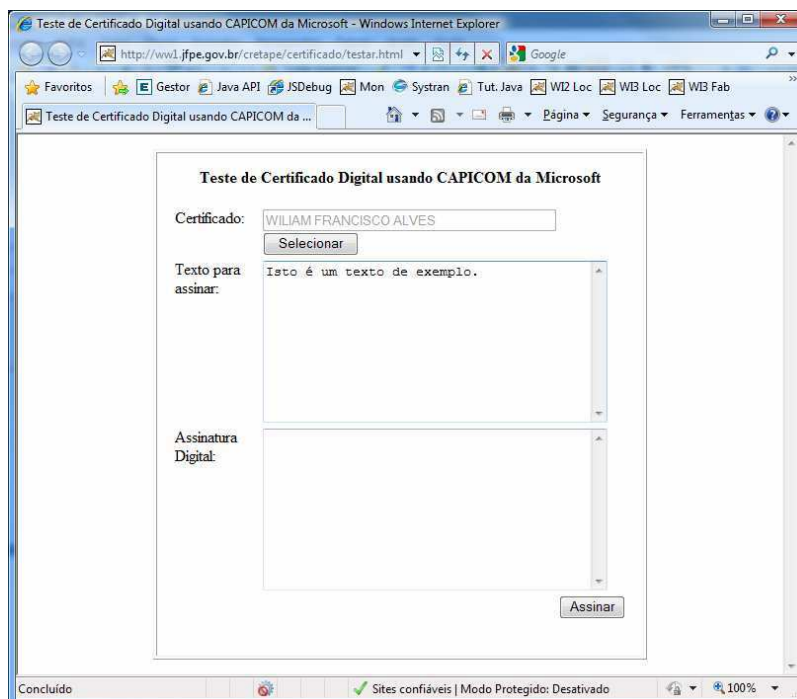 Teste de Certificado Digital usando CAPICOM da Microsoft - Windows Internet Explorer
http://ww1.jfpe.gov.br/cretape/certificado/testar.html
Google
Favoritos E Gestor Java API JSDebug Mon Systran Tut. Java WI2 Loc WI3 Loc WI3 Fab »
Teste de Certificado Digital usando CAPICOM da ... Página Segurança Ferramentas
Teste de Certificado Digital usando CAPICOM da Microsoft
Certificado: WILIAM FRANCISCO ALVES
Selecionar
Texto para Isto é um texto de exemplo.
assinar:
Assinatura
Digital:
Assinar
Concluído Sites confiáveis | Modo Protegido: Desativado 100%